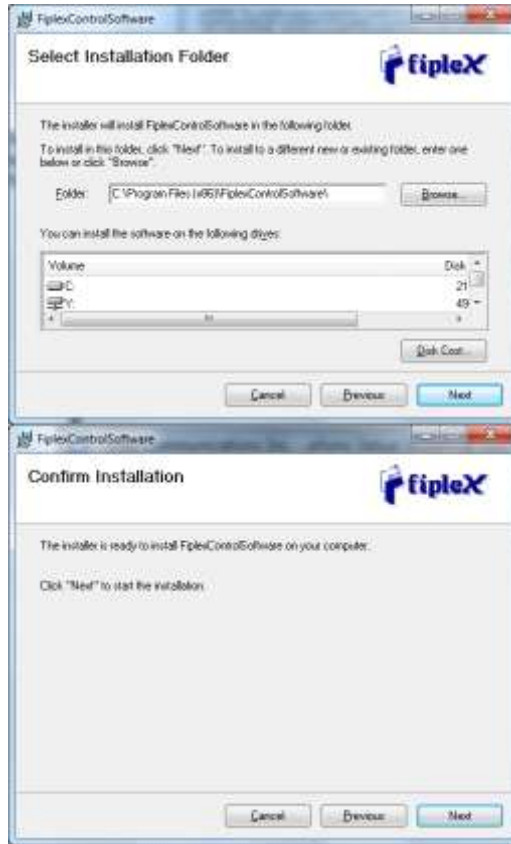 FiplexControlSoftware
Select Installation Folder
fipleX
The installer will install FiplexControlSoftware in the following folder.
To install in this folder, click "Next". To install to a different new or existing folder, enter one
below or click "Browse".
Folder:
C:\Program Files (x86)\FiplexControlSoftware\
Browse...
You can install the software on the following drives:
Volume Disk
C: 21
Y: 49
Disk Cost...
Cancel Previous Next
FiplexControlSoftware
Confirm Installation
fipleX
The installer is ready to install FiplexControlSoftware on your computer.
Click "Next" to start the installation.
Cancel Previous Next